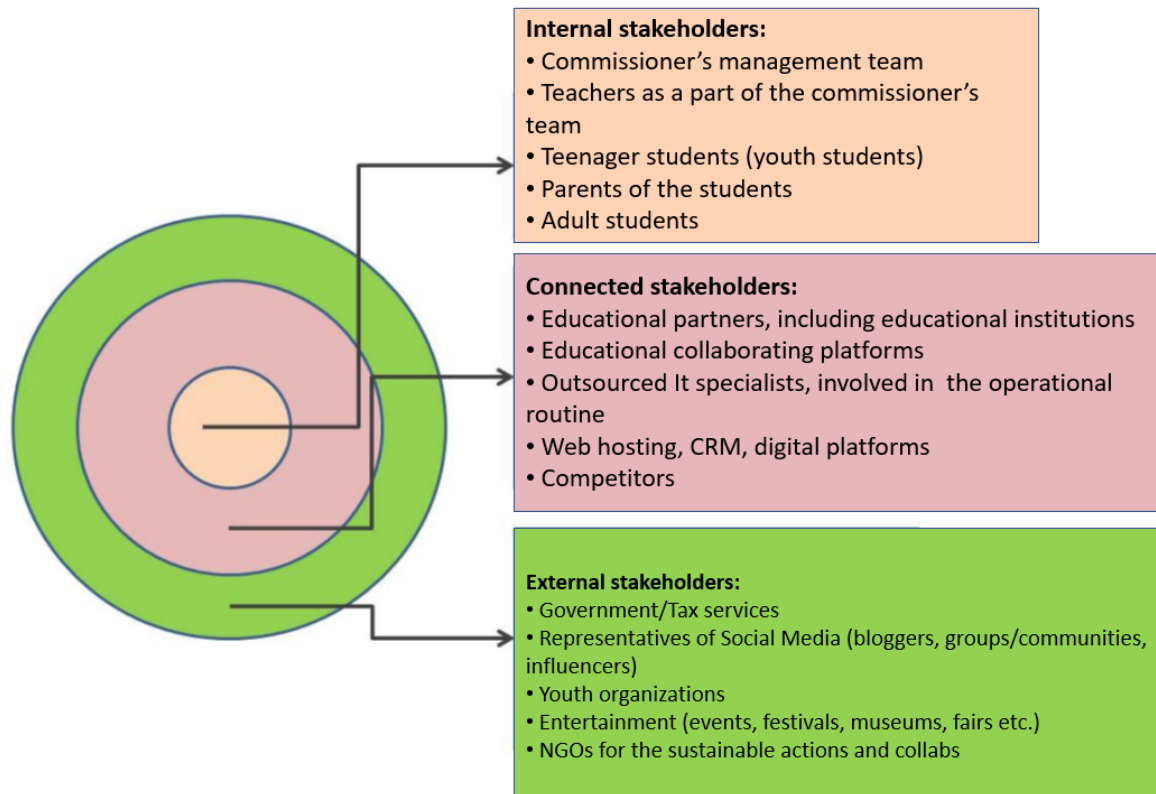 Internal stakeholders:
• Commissioner’s management team
• Teachers as a part of the commissioner’s
team
• Teenager students (youth students)
• Parents of the students
• Adult students
Connected stakeholders:
• Educational partners, including educational institutions
• Educational collaborating platforms
• Outsourced It specialists, involved in  the operational
routine
• Web hosting, CRM, digital platforms
• Competitors
External stakeholders:
• Government/Tax services
• Representatives of Social Media (bloggers, groups/communities,
influencers)
• Youth organizations
• Entertainment (events, festivals, museums, fairs etc.)
• NGOs for the sustainable actions and collabs